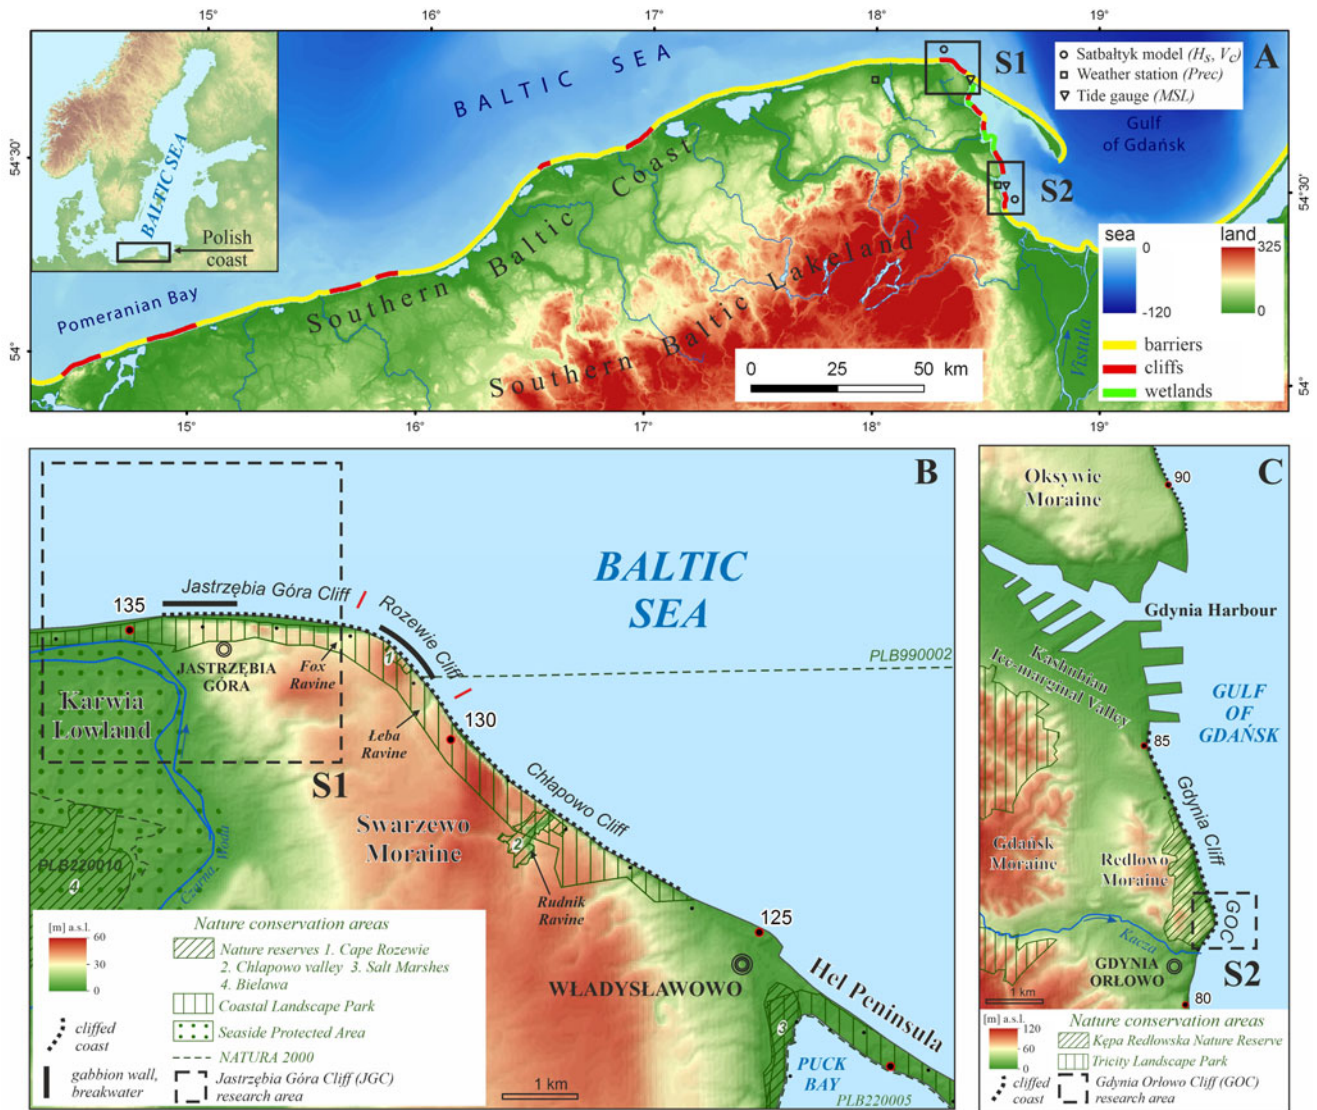 15°
16°
17°
18°
19°
BALTIC SEA
S1
Satbałtyk model (Hs, Vc)
Weather station (Prec)
Tide gauge (MSL)
A
Gulf
of Gdańsk
54°30'
54°30'
BALTIC SEA
Polish
coast
S2
Southern Baltic Coast
Southern Baltic Lakeland
Pomeranian Bay
Vistula
sea
0
-120
land
325
0
barriers
cliffs
wetlands
0 25 50 km
54°
54°
15°
16°
17°
18°
19°
B
BALTIC
SEA
135
Jastrzębia Góra Cliff
Rozewie Cliff
1
JASTRZĘBIA
GÓRA
Fox
Ravine
PLB990002
Karwia
Lowland
Łeba
Ravine
130
S1
Chłapowo Cliff
Swarzewo
Moraine
2
Rudnik
Ravine
PLB220010
4
Czarna Woda
125
WŁADYSŁAWOWO
Hel Peninsula
3
PUCK
BAY
PLB220005
[m] a.s.l.
60
30
0
cliffed
coast
gabbion wall,
breakwater
Nature conservation areas
Nature reserves 1. Cape Rozewie
2. Chłapowo valley 3. Salt Marshes
4. Bielawa
Coastal Landscape Park
Seaside Protected Area
NATURA 2000
Jastrzębia Góra Cliff (JGC)
research area
1 km
C
Oksywie
Moraine
90
Gdynia Harbour
Kashubian
Ice-marginal Valley
GULF
OF
GDAŃSK
85
Gdynia Cliff
Gdańsk
Moraine
Redłowo
Moraine
GOC
Kacza
S2
GDYNIA
ORŁOWO
80
1 km
[m] a.s.l.
120
60
0
cliffed
coast
Nature conservation areas
Kępa Redłowska Nature Reserve
Tricity Landscape Park
Gdynia Orłowo Cliff (GOC)
research area